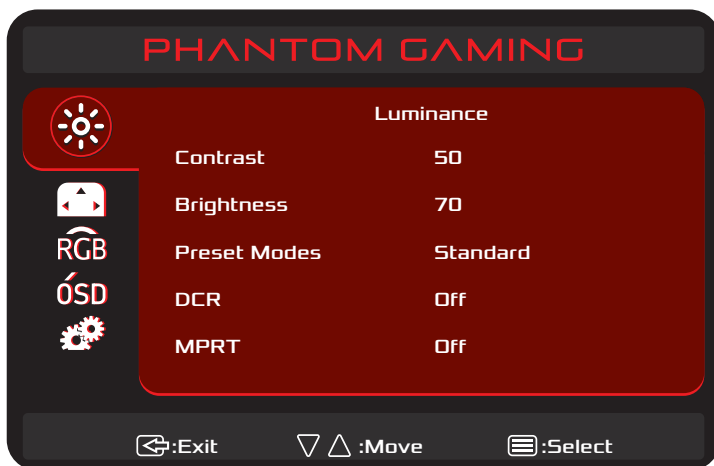 PHANTOM GAMING
Luminance
Contrast 50
Brightness 70
RGB
Preset Modes Standard
OSD
DCR Off
MPRT Off
:Exit :Move :Select